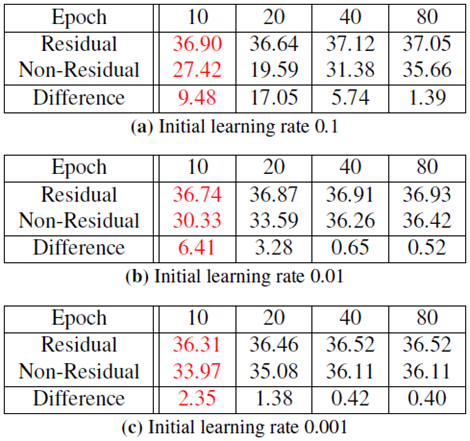 Epoch 10 20 40 80
Residual 36.90 36.64 37.12 37.05
Non-Residual 27.42 19.59 31.38 35.66
Difference 9.48 17.05 5.74 1.39
(a) Initial learning rate 0.1
Epoch 10 20 40 80
Residual 36.74 36.87 36.91 36.93
Non-Residual 30.33 33.59 36.26 36.42
Difference 6.41 3.28 0.65 0.52
(b) Initial learning rate 0.01
Epoch 10 20 40 80
Residual 36.31 36.46 36.52 36.52
Non-Residual 33.97 35.08 36.11 36.11
Difference 2.35 1.38 0.42 0.40
(c) Initial learning rate 0.001